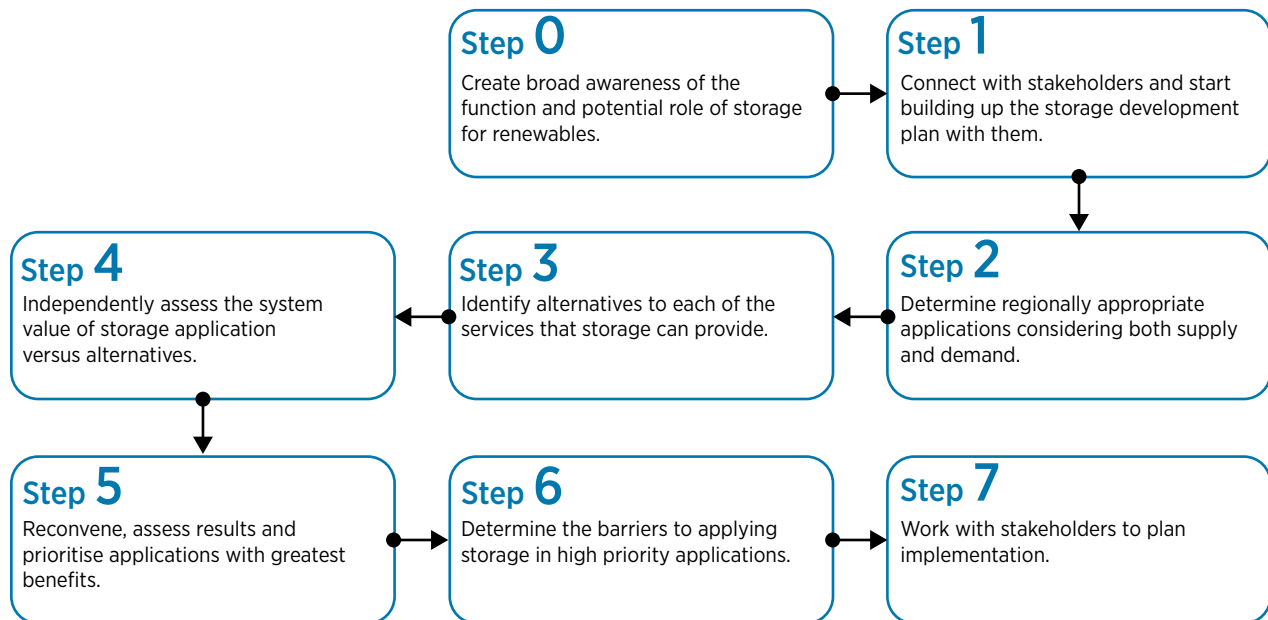 Step 0
Create broad awareness of the
function and potential role of storage
for renewables.
Step 1
Connect with stakeholders and start
building up the storage development
plan with them.
Step 2
Determine regionally appropriate
applications considering both supply
and demand.
Step 3
Identify alternatives to each of the
services that storage can provide.
Step 4
Independently assess the system
value of storage application
versus alternatives.
Step 5
Reconvene, assess results and
prioritise applications with greatest
benefits.
Step 6
Determine the barriers to applying
storage in high priority applications.
Step 7
Work with stakeholders to plan
implementation.